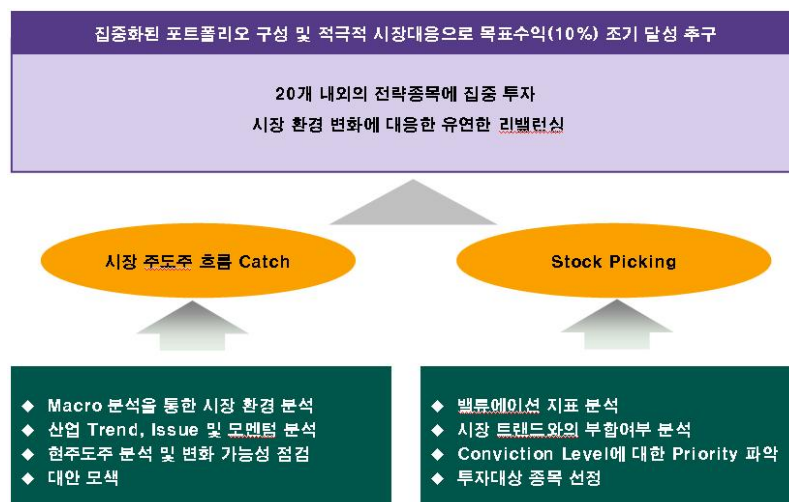 집중화된 포트폴리오 구성 및 적극적 시장대응으로 목표수익(10%) 조기 달성 추구
20개 내외의 전략종목에 집중 투자
시장 환경 변화에 대응한 유연한 리밸런싱
시장 주도주 흐름 Catch
Stock Picking
◆ Macro 분석을 통한 시장 환경 분석
◆ 산업 Trend, Issue 및 모멘텀 분석
◆ 현주도주 분석 및 변화 가능성 점검
◆ 대안 모색
◆ 밸류에이션 지표 분석
◆ 시장 트랜드와의 부합여부 분석
◆ Conviction Level에 대한 Priority 파악
◆ 투자대상 종목 선정